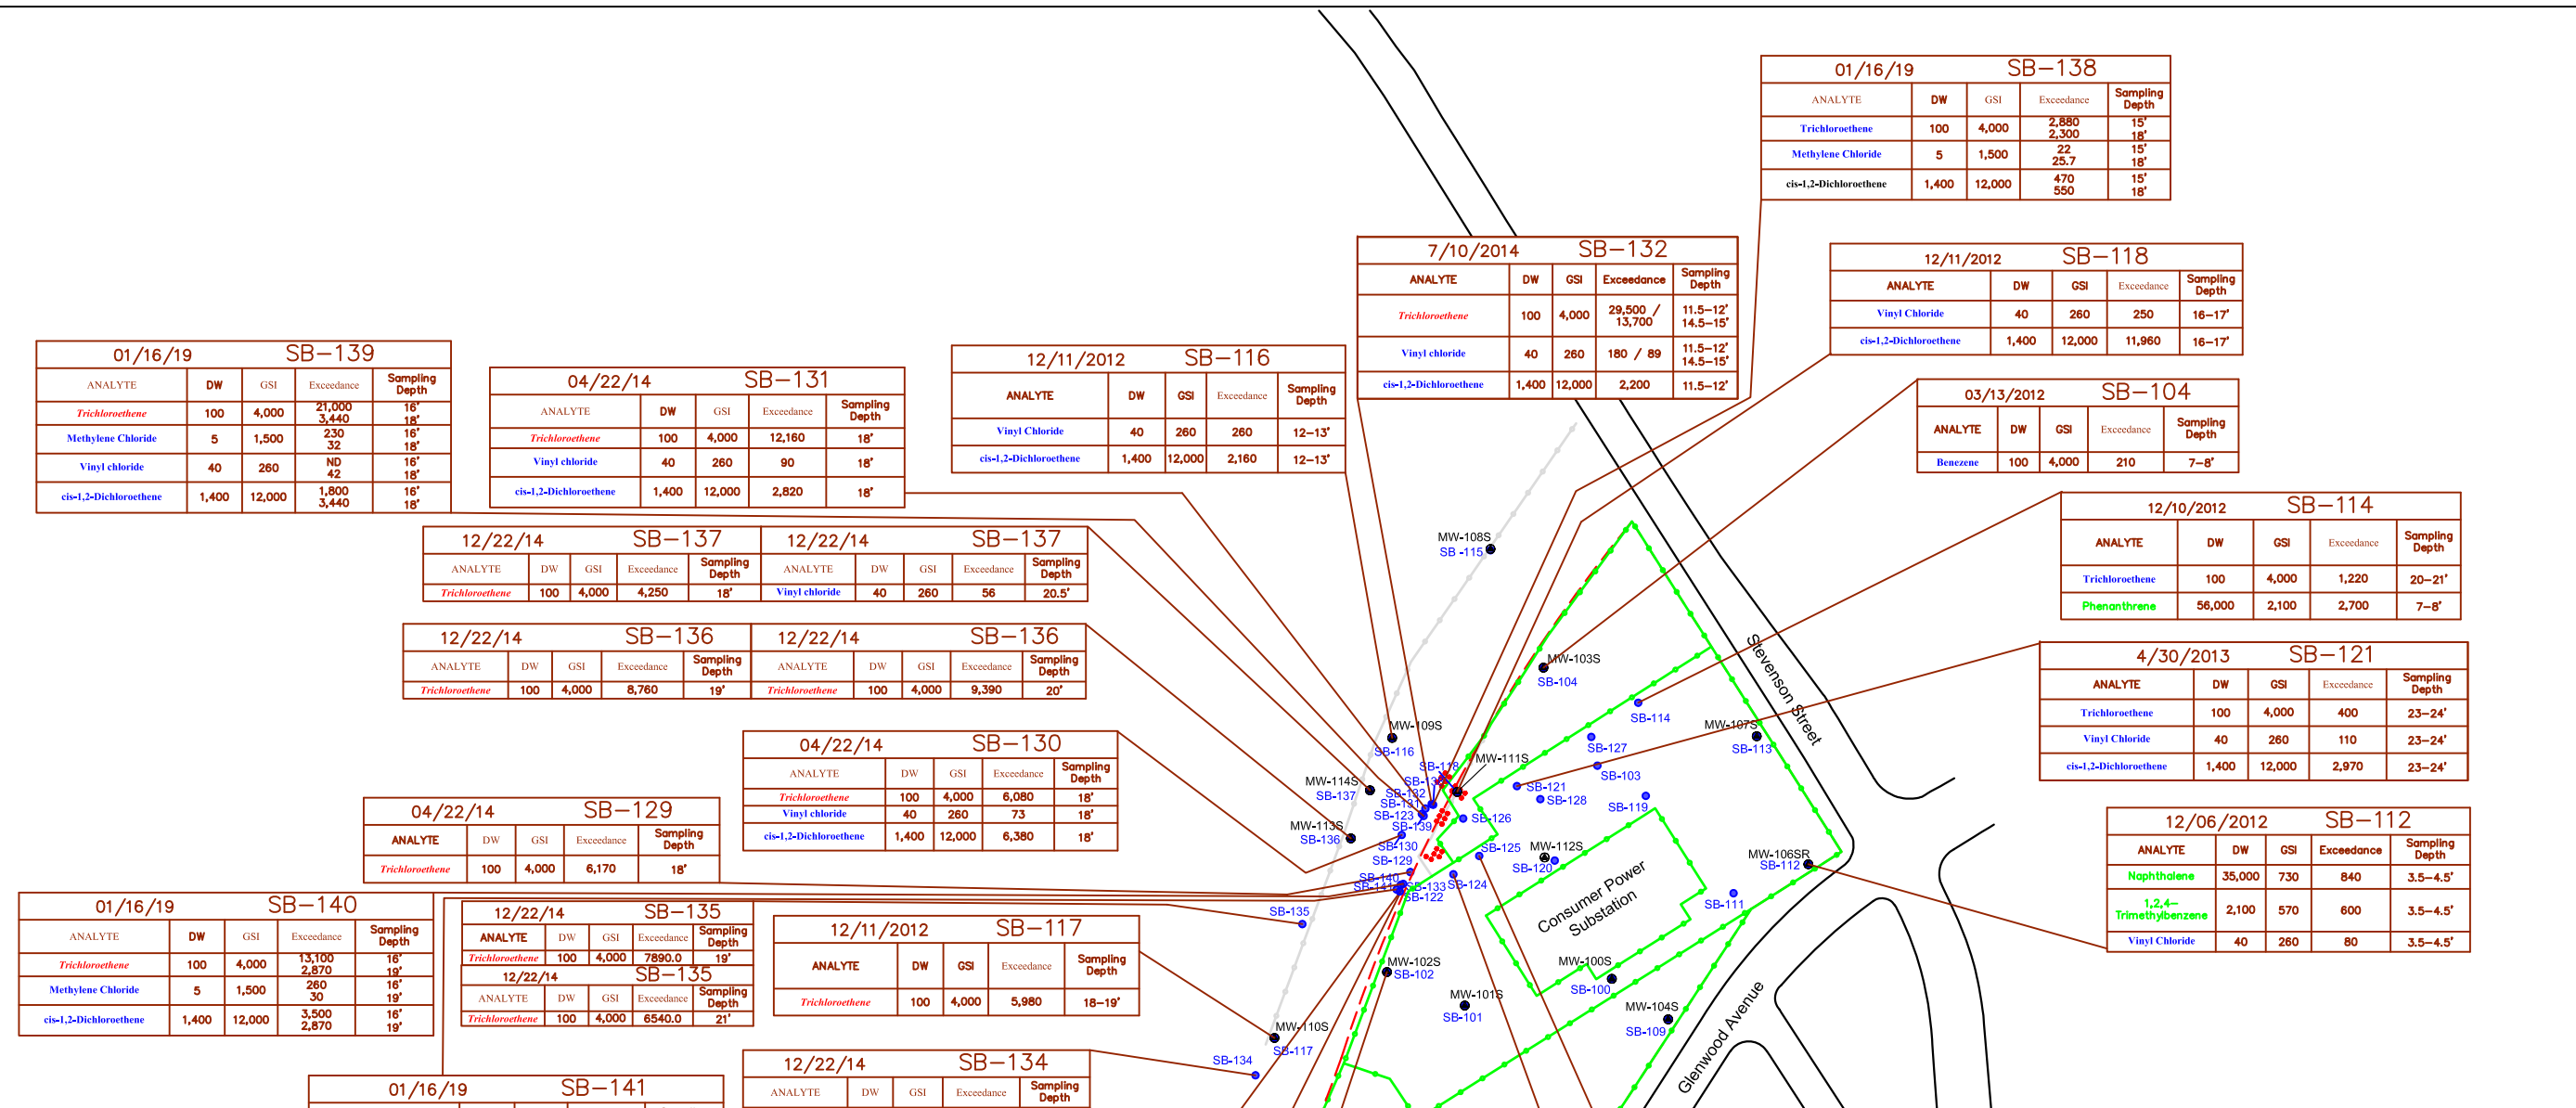 01/16/19 SB-138
ANALYTE DW GSI Exceedance Sampling Depth
Trichloroethene 100 4,000 2,880 15'
2,300 18'
Methylene Chloride 5 1,500 22 15'
25.7 18'
cis-1,2-Dichloroethene 1,400 12,000 470 15'
550 18'
7/10/2014 SB-132
ANALYTE DW GSI Exceedance Sampling Depth
Trichloroethene 100 4,000 29,500 / 11.5-12'
13,700 14.5-15'
Vinyl chloride 40 260 180 / 89 11.5-12'
14.5-15'
cis-1,2-Dichloroethene 1,400 12,000 2,200 11.5-12'
12/11/2012 SB-118
ANALYTE DW GSI Exceedance Sampling Depth
Vinyl Chloride 40 260 250 16-17'
cis-1,2-Dichloroethene 1,400 12,000 11,960 16-17'
01/16/19 SB-139
ANALYTE DW GSI Exceedance Sampling Depth
Trichloroethene 100 4,000 21,000 16'
3,440 18'
Methylene Chloride 5 1,500 230 16'
32 18'
Vinyl chloride 40 260 ND 16'
42 18'
cis-1,2-Dichloroethene 1,400 12,000 1,800 16'
3,440 18'
04/22/14 SB-131
ANALYTE DW GSI Exceedance Sampling Depth
Trichloroethene 100 4,000 12,160 18'
Vinyl chloride 40 260 90 18'
cis-1,2-Dichloroethene 1,400 12,000 2,820 18'
12/11/2012 SB-116
ANALYTE DW GSI Exceedance Sampling Depth
Vinyl Chloride 40 260 260 12-13'
cis-1,2-Dichloroethene 1,400 12,000 2,160 12-13'
03/13/2012 SB-104
ANALYTE DW GSI Exceedance Sampling Depth
Benezene 100 4,000 210 7-8'
12/10/2012 SB-114
ANALYTE DW GSI Exceedance Sampling Depth
Trichloroethene 100 4,000 1,220 20-21'
Phenanthrene 56,000 2,100 2,700 7-8'
12/22/14 SB-137
ANALYTE DW GSI Exceedance Sampling Depth
Trichloroethene 100 4,000 4,250 18'
12/22/14 SB-137
ANALYTE DW GSI Exceedance Sampling Depth
Vinyl chloride 40 260 56 20.5'
12/22/14 SB-136
ANALYTE DW GSI Exceedance Sampling Depth
Trichloroethene 100 4,000 8,760 19'
12/22/14 SB-136
ANALYTE DW GSI Exceedance Sampling Depth
Trichloroethene 100 4,000 9,390 20'
4/30/2013 SB-121
ANALYTE DW GSI Exceedance Sampling Depth
Trichloroethene 100 4,000 400 23-24'
Vinyl Chloride 40 260 110 23-24'
cis-1,2-Dichloroethene 1,400 12,000 2,970 23-24'
04/22/14 SB-130
ANALYTE DW GSI Exceedance Sampling Depth
Trichloroethene 100 4,000 6,080 18'
Vinyl chloride 40 260 73 18'
cis-1,2-Dichloroethene 1,400 12,000 6,380 18'
04/22/14 SB-129
ANALYTE DW GSI Exceedance Sampling Depth
Trichloroethene 100 4,000 6,170 18'
12/06/2012 SB-112
ANALYTE DW GSI Exceedance Sampling Depth
Naphthalene 35,000 730 840 3.5-4.5'
1,2,4-
Trimethylbenzene 2,100 570 600 3.5-4.5'
Vinyl Chloride 40 260 80 3.5-4.5'
01/16/19 SB-140
ANALYTE DW GSI Exceedance Sampling Depth
Trichloroethene 100 4,000 13,100 16'
2,870 19'
Methylene Chloride 5 1,500 260 16'
30 19'
cis-1,2-Dichloroethene 1,400 12,000 3,500 16'
2,870 19'
12/22/14 SB-135
ANALYTE DW GSI Exceedance Sampling Depth
Trichloroethene 100 4,000 7890.0 19'
12/22/14 SB-135
ANALYTE DW GSI Exceedance Sampling Depth
Trichloroethene 100 4,000 6540.0 21'
12/11/2012 SB-117
ANALYTE DW GSI Exceedance Sampling Depth
Trichloroethene 100 4,000 5,980 18-19'
12/22/14 SB-134
ANALYTE DW GSI Exceedance Sampling Depth
01/16/19 SB-141
MW-108S
SB -115
MW-103S
SB-104
SB-114
MW-109S
SB-116
SB-127
MW-107S
SB-113
SB-103
SB-118
MW-111S
MW-114S
SB-137
SB-132
SB-131
SB-123
SB-139
SB-121
SB-128
SB-119
SB-126
MW-113S
SB-136
SB-130
SB-129
SB-125
MW-112S
SB-120
MW-106SR
SB-112
SB-140
SB-133
SB-124
SB-122
SB-111
SB-135
Consumer Power
Substation
MW-102S
SB-102
MW-100S
SB-100
MW-101S
SB-101
MW-104S
SB-109
MW-110S
SB-117
SB-134
Stevenson Street
Glenwood Avenue